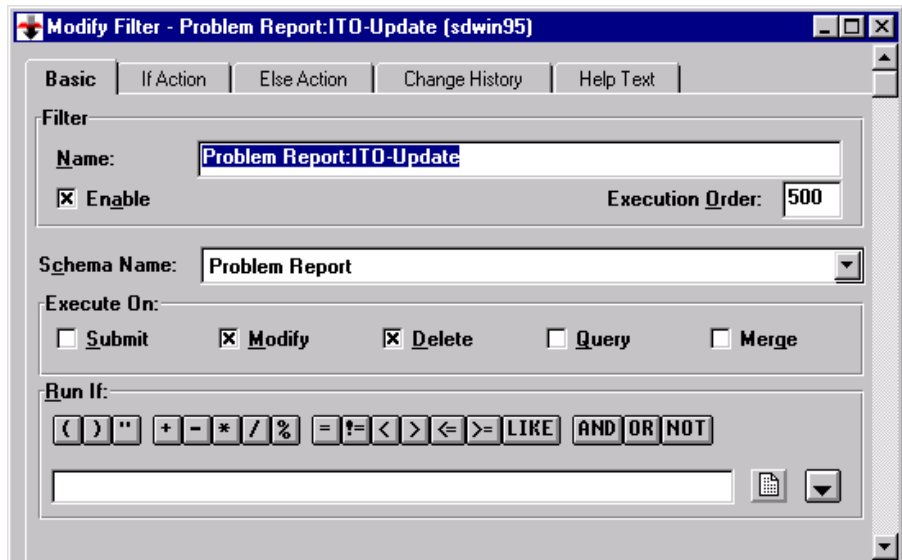 Modify Filter - Problem Report:ITO-Update (sdwin95)
Basic If Action Else Action Change History Help Text
Filter
Name: Problem Report:ITO-Update
Enable Execution Order: 500
Schema Name: Problem Report
Execute On:
Submit Modify Delete Query Merge
Run If:
( ) " + - * / % = != < > <= >= LIKE AND OR NOT